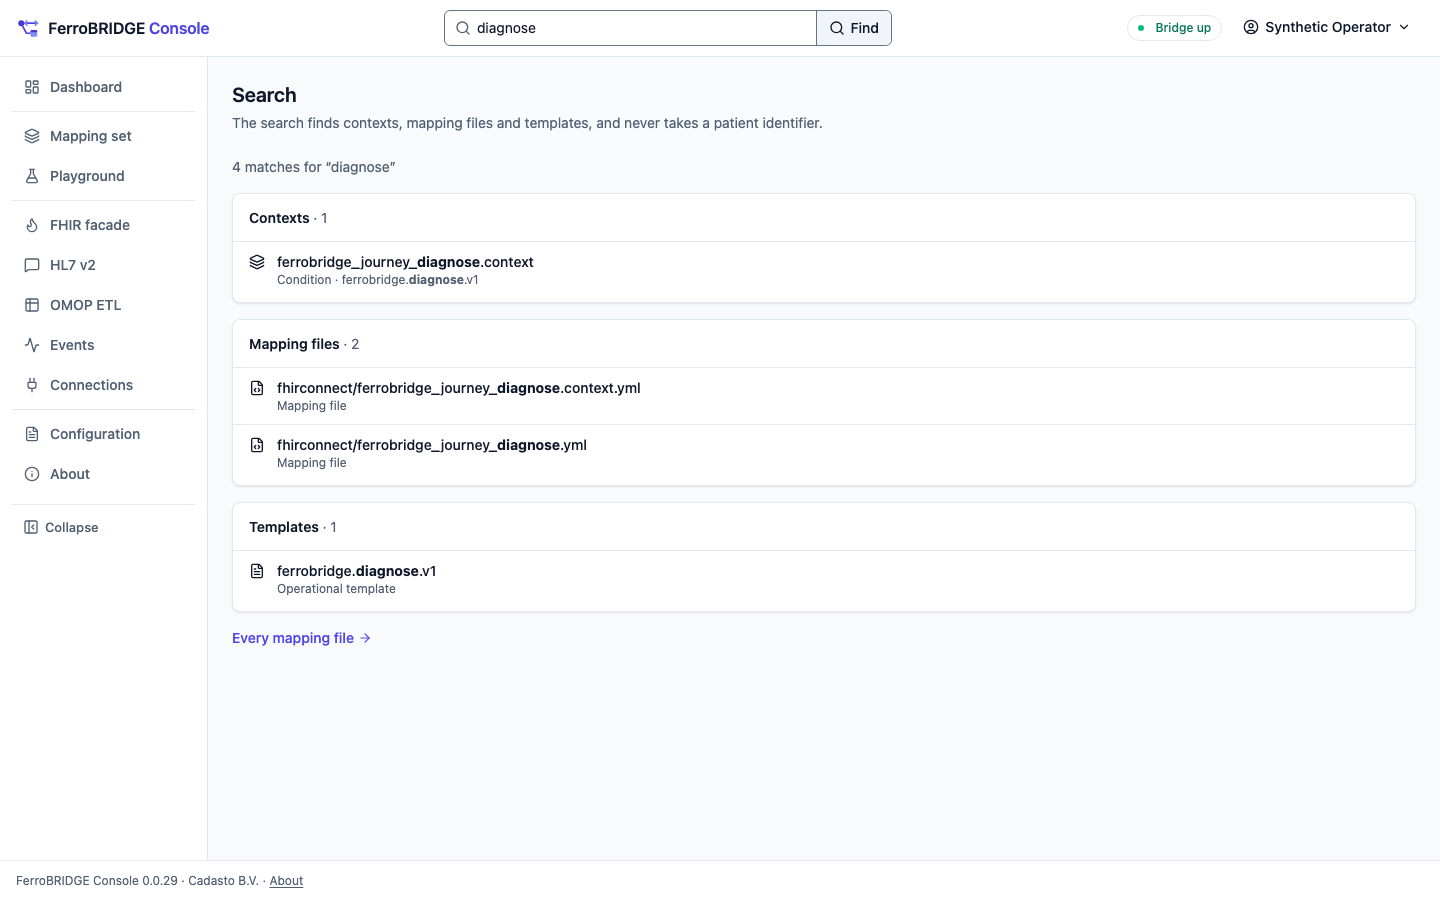 FerroBRIDGE Console
diagnose
Find
Bridge up
Synthetic Operator
Dashboard
Mapping set
Playground
FHIR facade
HL7 v2
OMOP ETL
Events
Connections
Configuration
About
Collapse
Search
The search finds contexts, mapping files and templates, and never takes a patient identifier.
4 matches for “diagnose”
Contexts · 1
ferrobridge_journey_diagnose.context
Condition · ferrobridge.diagnose.v1
Mapping files · 2
fhirconnect/ferrobridge_journey_diagnose.context.yml
Mapping file
fhirconnect/ferrobridge_journey_diagnose.yml
Mapping file
Templates · 1
ferrobridge.diagnose.v1
Operational template
Every mapping file →
FerroBRIDGE Console 0.0.29 · Cadasto B.V. · About